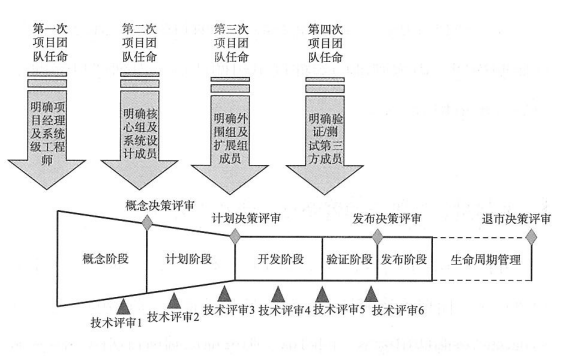 第一次
项目团
队任命
第二次
项目团
队任命
第三次
项目团
队任命
第四次
项目团
队任命
明确项
目经理
及系统
级工程
师
明确核
心组及
系统设
计成员
明确外
围组及
扩展组
成员
明确验
证/测
试第三
方成员
概念决策评审
计划决策评审
发布决策评审
退市决策评审
概念阶段
计划阶段
开发阶段
验证阶段
发布阶段
生命周期管理
技术评审1
技术评审2
技术评审3
技术评审4
技术评审5
技术评审6